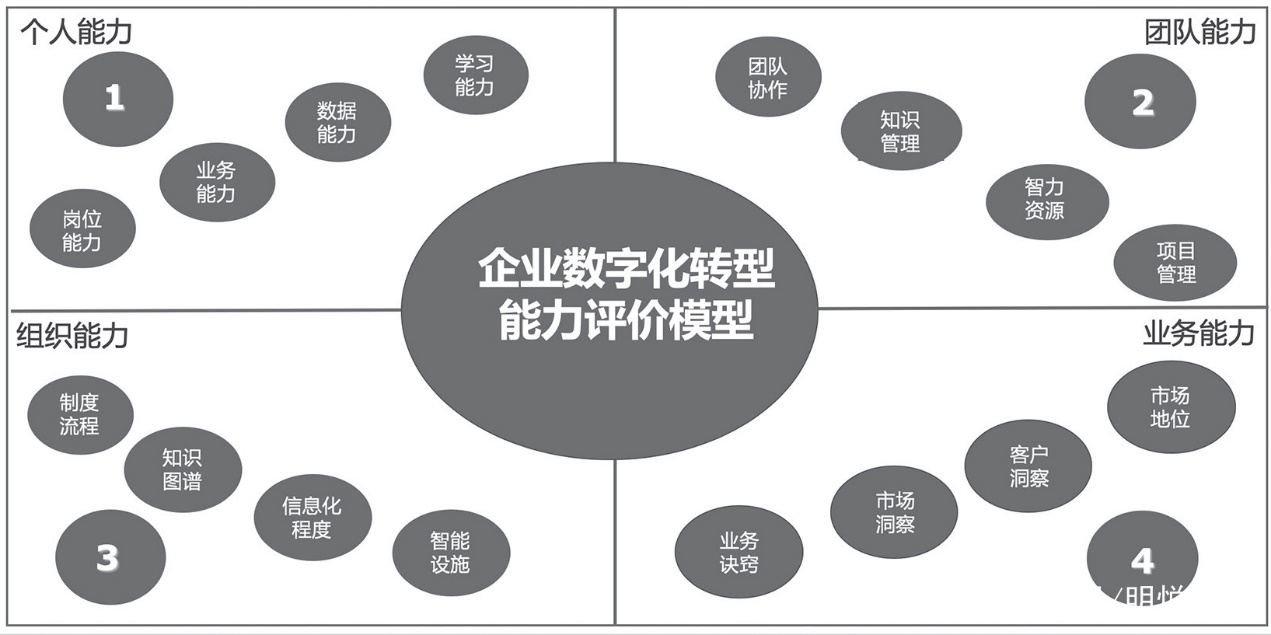 个人能力
1
学习
能力
数据
能力
业务
能力
岗位
能力
团队能力
2
团队
协作
知识
管理
智力
资源
项目
管理
企业数字化转型
能力评价模型
组织能力
制度
流程
知识
图谱
信息化
程度
智能
设施
3
业务能力
市场
地位
客户
洞察
市场
洞察
业务
诀窍
4
/明悦